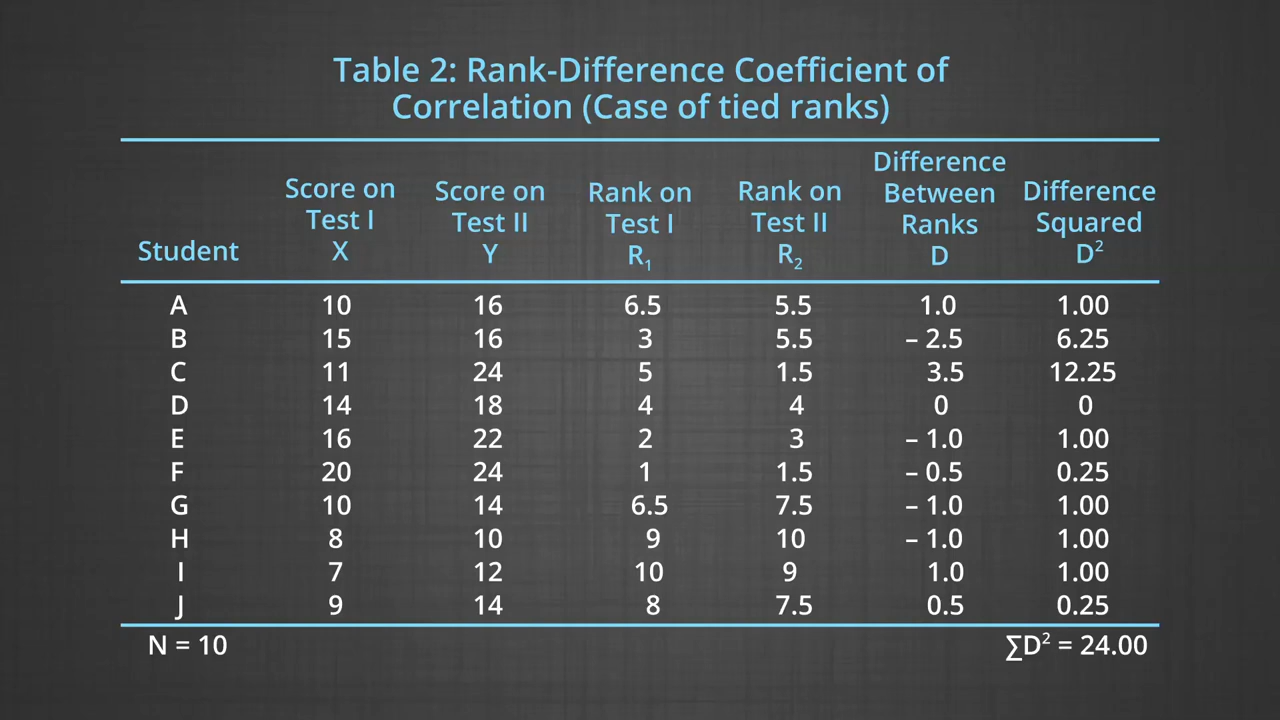 Table 2: Rank-Difference Coefficient of
Correlation (Case of tied ranks)
Student Score on Test I X Score on Test II Y Rank on Test I R₁ Rank on Test II R₂ Difference Between Ranks D Difference Squared D²
A 10 16 6.5 5.5 1.0 1.00
B 15 16 3 5.5 – 2.5 6.25
C 11 24 5 1.5 3.5 12.25
D 14 18 4 4 0 0
E 16 22 2 3 – 1.0 1.00
F 20 24 1 1.5 – 0.5 0.25
G 10 14 6.5 7.5 – 1.0 1.00
H 8 10 9 10 – 1.0 1.00
I 7 12 10 9 1.0 1.00
J 9 14 8 7.5 0.5 0.25
N = 10 ∑D² = 24.00